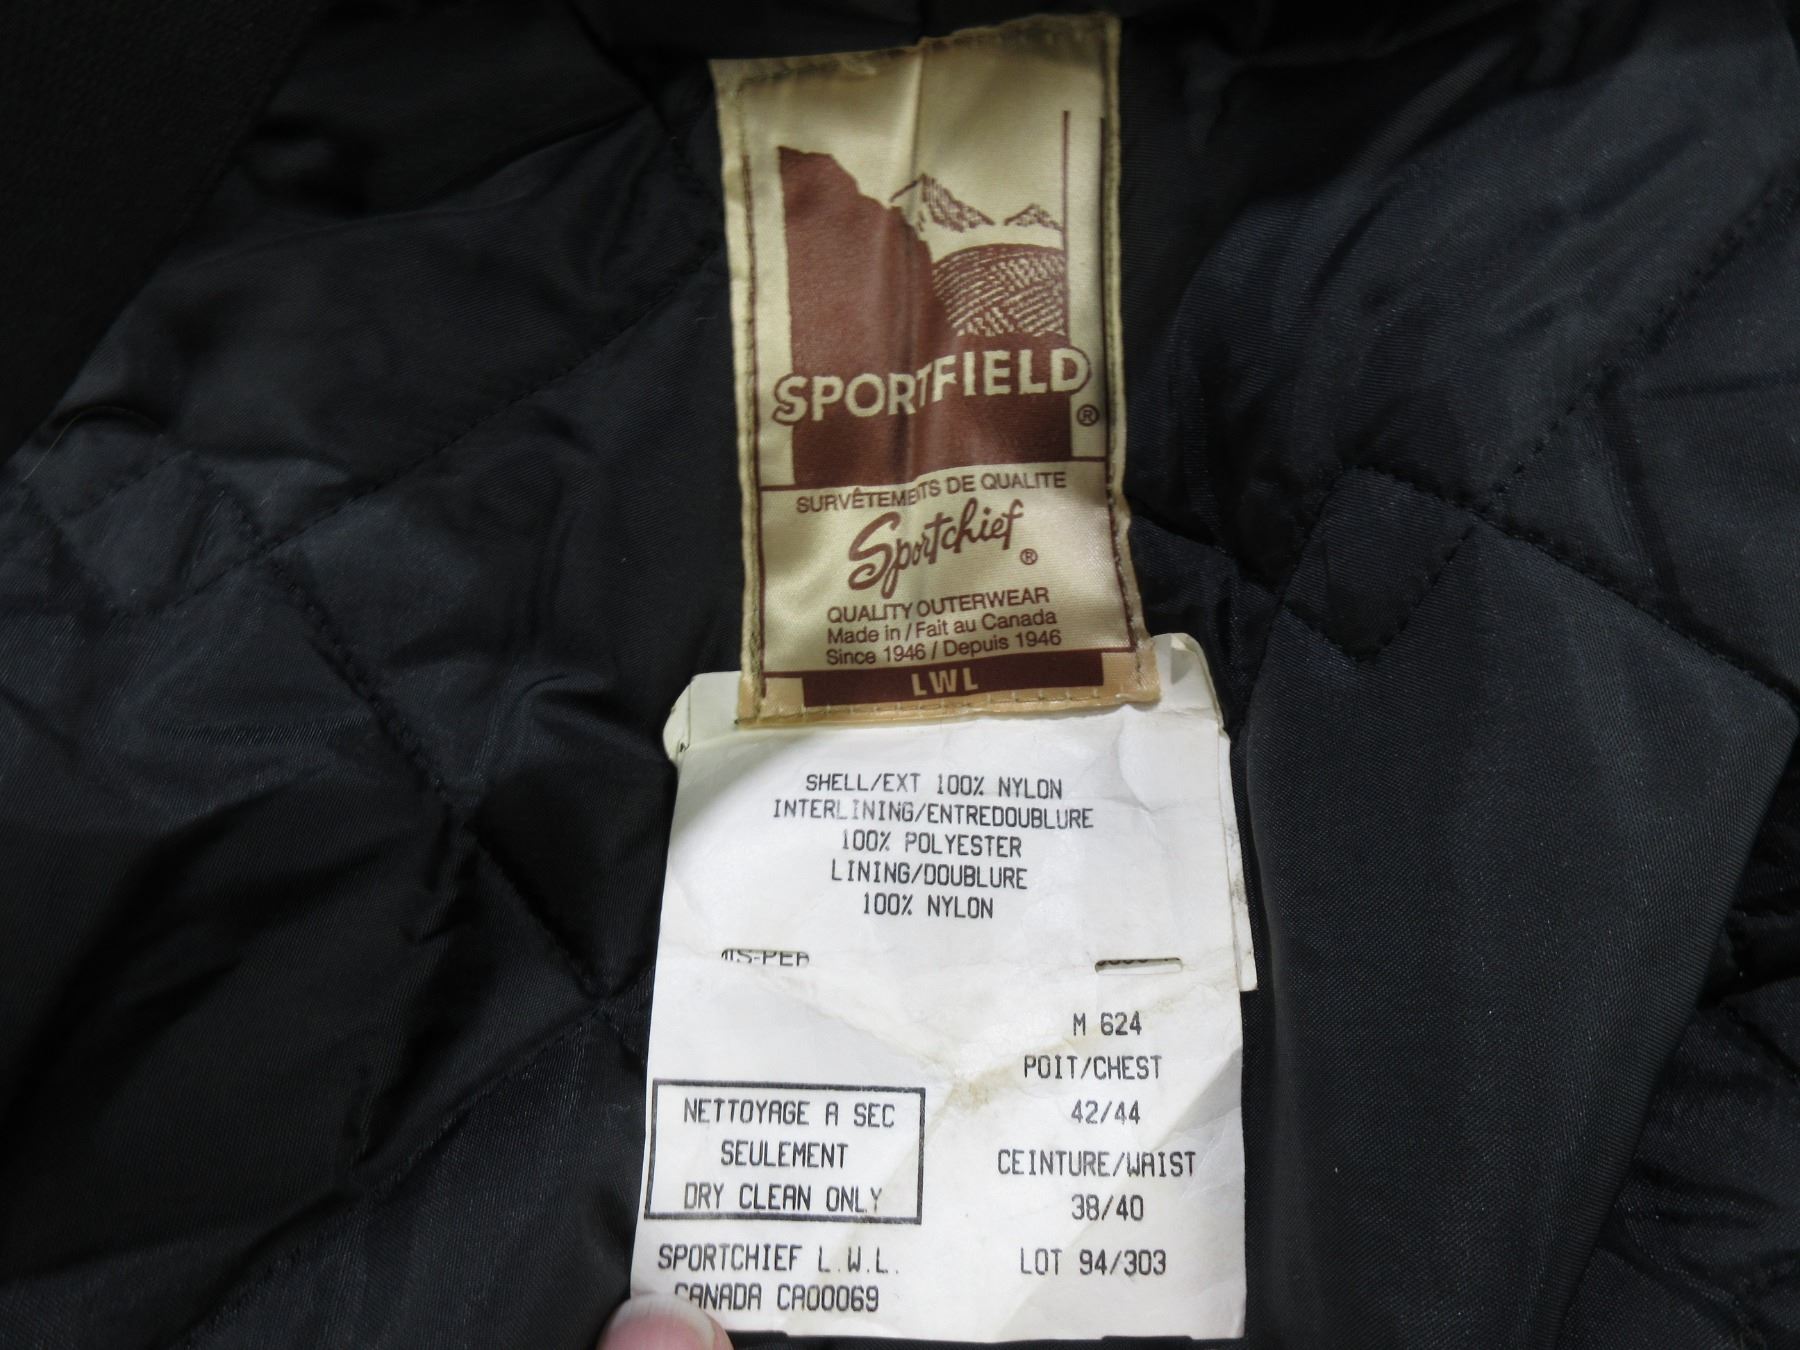 SPORTFIELD ®
SURVÊTEMENTS DE QUALITE
Sportchief ®
QUALITY OUTERWEAR
Made in / Fait au Canada
Since 1946 / Depuis 1946
LWL
SHELL/EXT 100% NYLON
INTERLINING/ENTREDOUBLURE
100% POLYESTER
LINING/DOUBLURE
100% NYLON
M 624
POIT/CHEST
42/44
CEINTURE/WAIST
38/40
LOT 94/303
NETTOYAGE A SEC
SEULEMENT
DRY CLEAN ONLY
SPORTCHIEF L.W.L.
CANADA CA00069